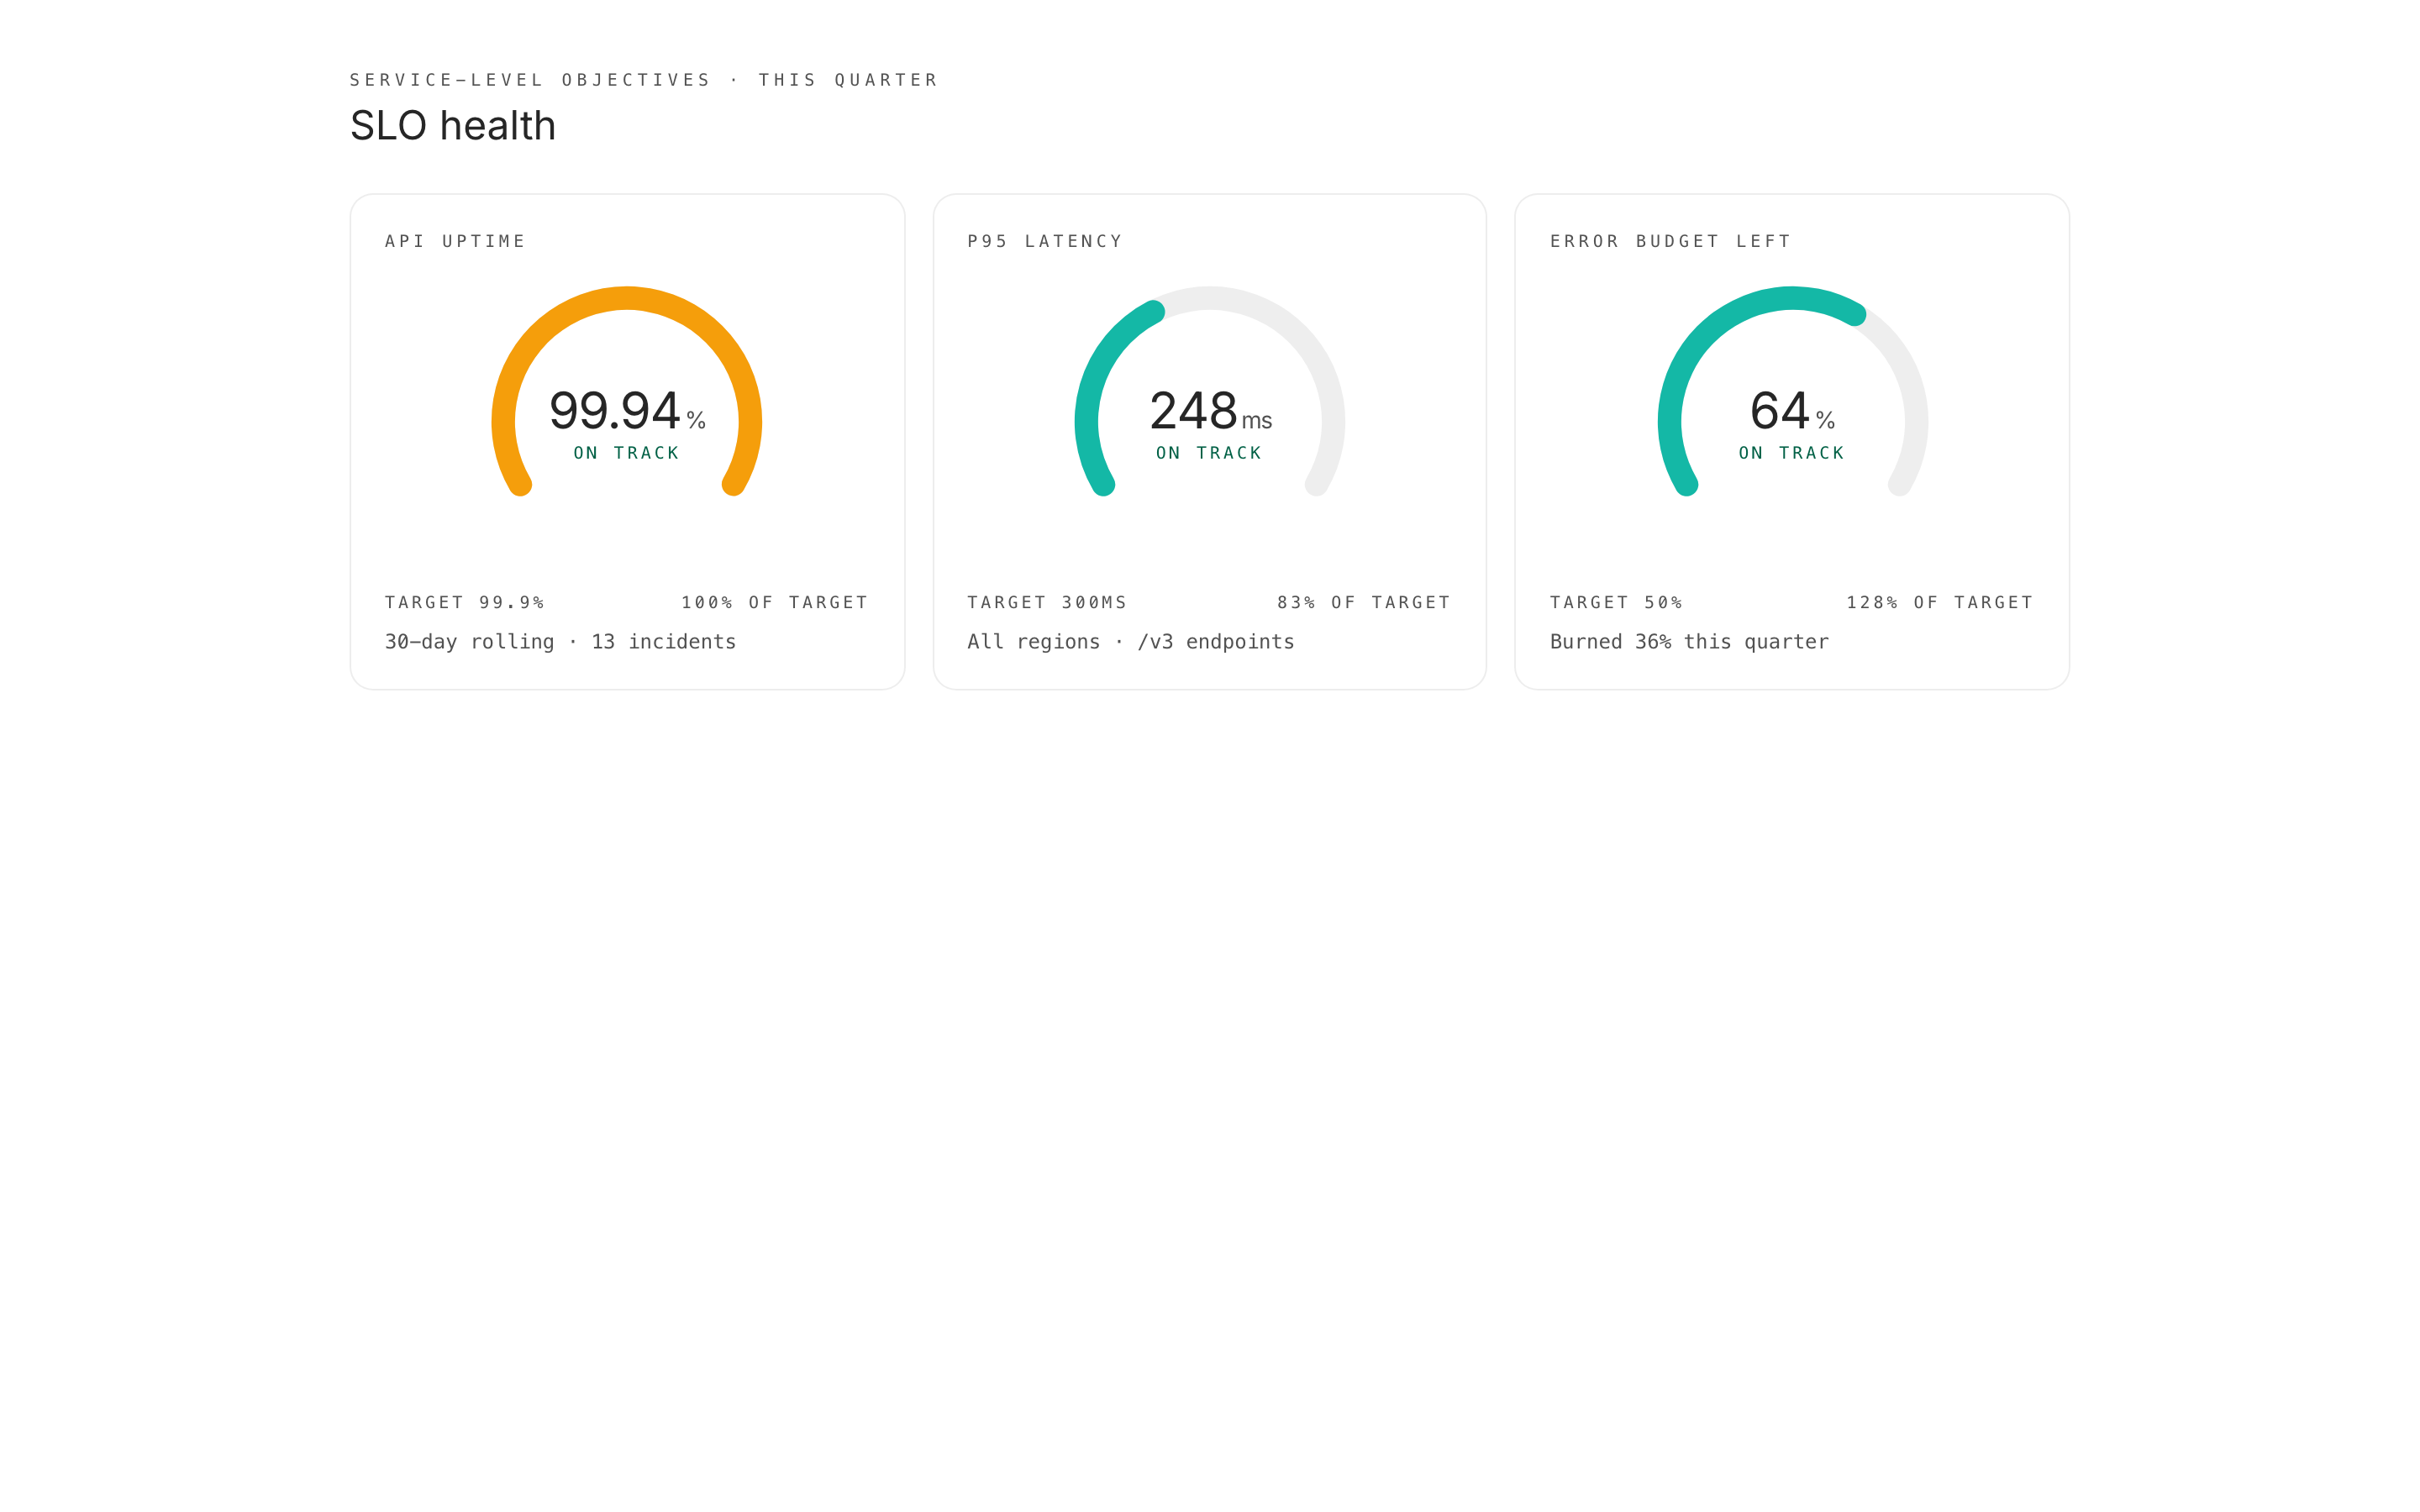 SERVICE-LEVEL OBJECTIVES · THIS QUARTER
SLO health
API UPTIME
99.94%
ON TRACK
TARGET 99.9%
100% OF TARGET
30-day rolling · 13 incidents
P95 LATENCY
248ms
ON TRACK
TARGET 300MS
83% OF TARGET
All regions · /v3 endpoints
ERROR BUDGET LEFT
64%
ON TRACK
TARGET 50%
128% OF TARGET
Burned 36% this quarter